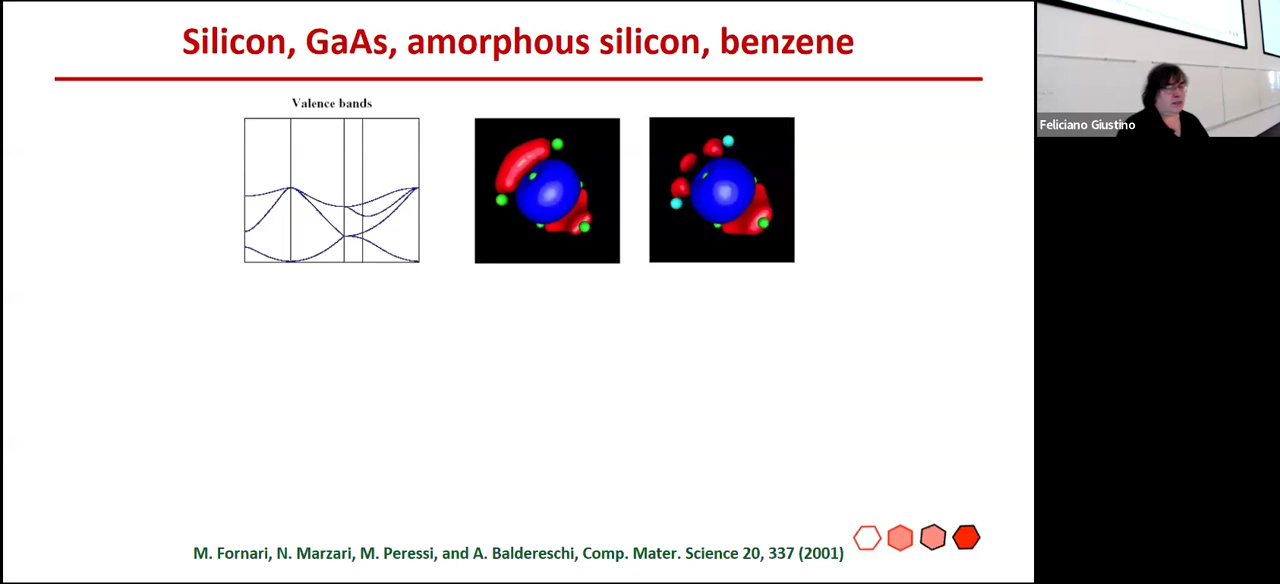 Silicon, GaAs, amorphous silicon, benzene
Valence bands
Feliciano Giustino
M. Fornari, N. Marzari, M. Peressi, and A. Baldereschi, Comp. Mater. Science 20, 337 (2001)